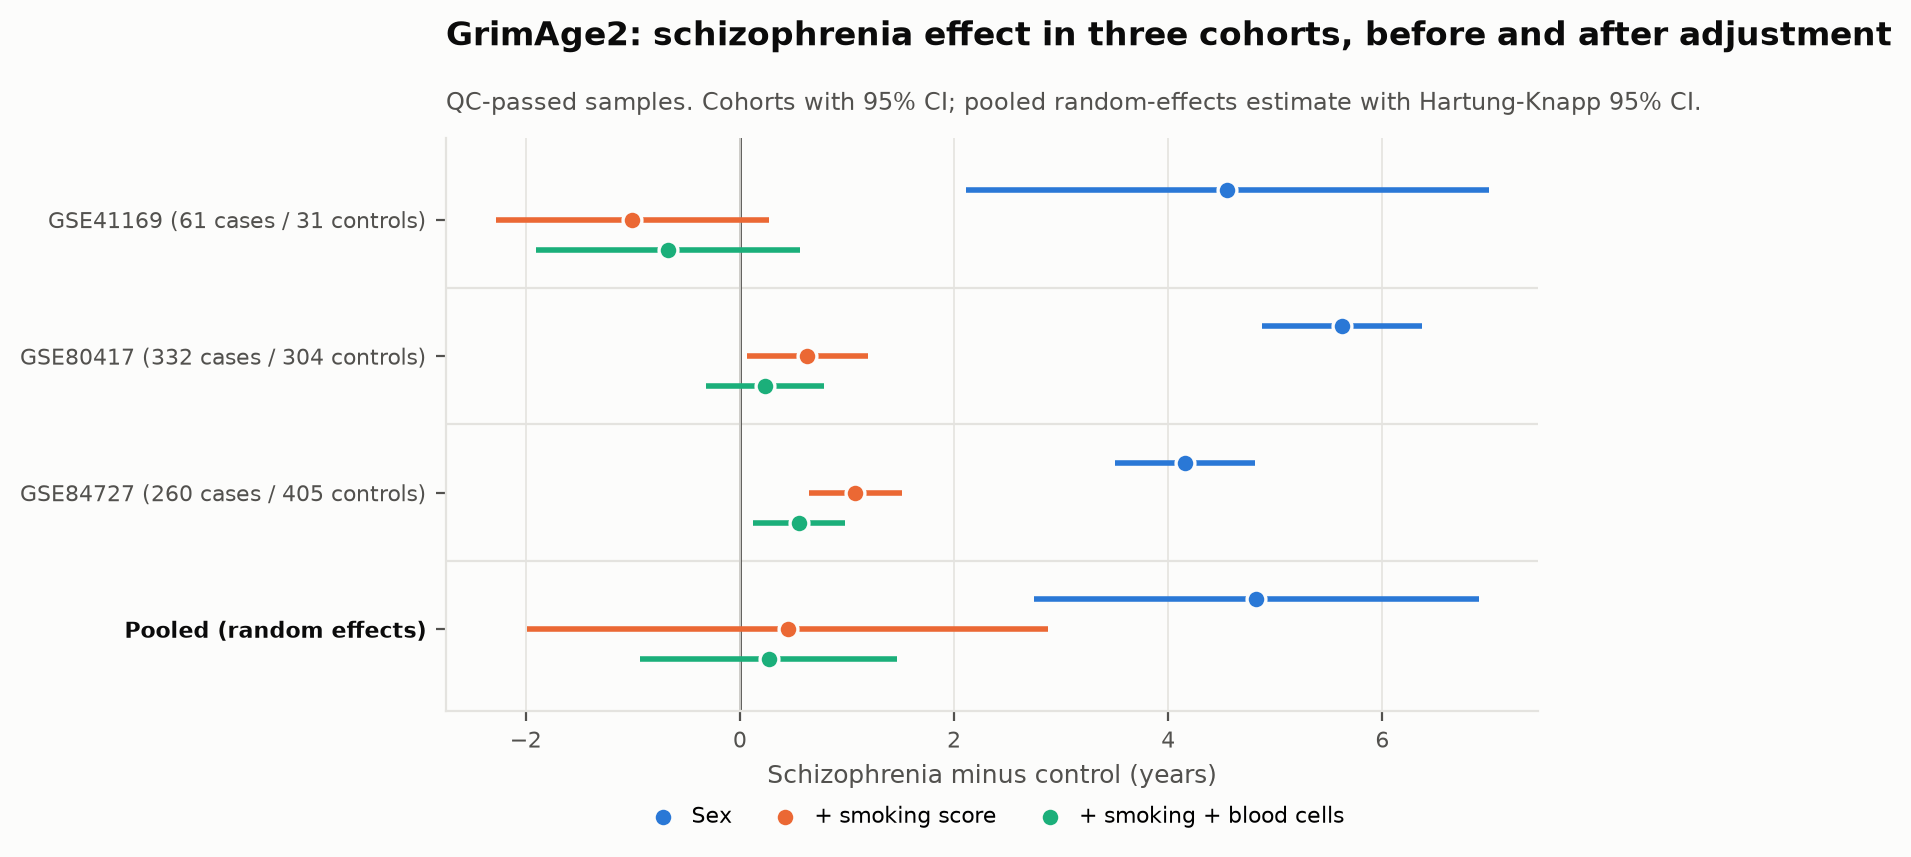 GrimAge2: schizophrenia effect in three cohorts, before and after adjustment
QC-passed samples. Cohorts with 95% CI; pooled random-effects estimate with Hartung-Knapp 95% CI.
GSE41169 (61 cases / 31 controls)
GSE80417 (332 cases / 304 controls)
GSE84727 (260 cases / 405 controls)
Pooled (random effects)
−2 0 2 4 6
Schizophrenia minus control (years)
Sex + smoking score + smoking + blood cells